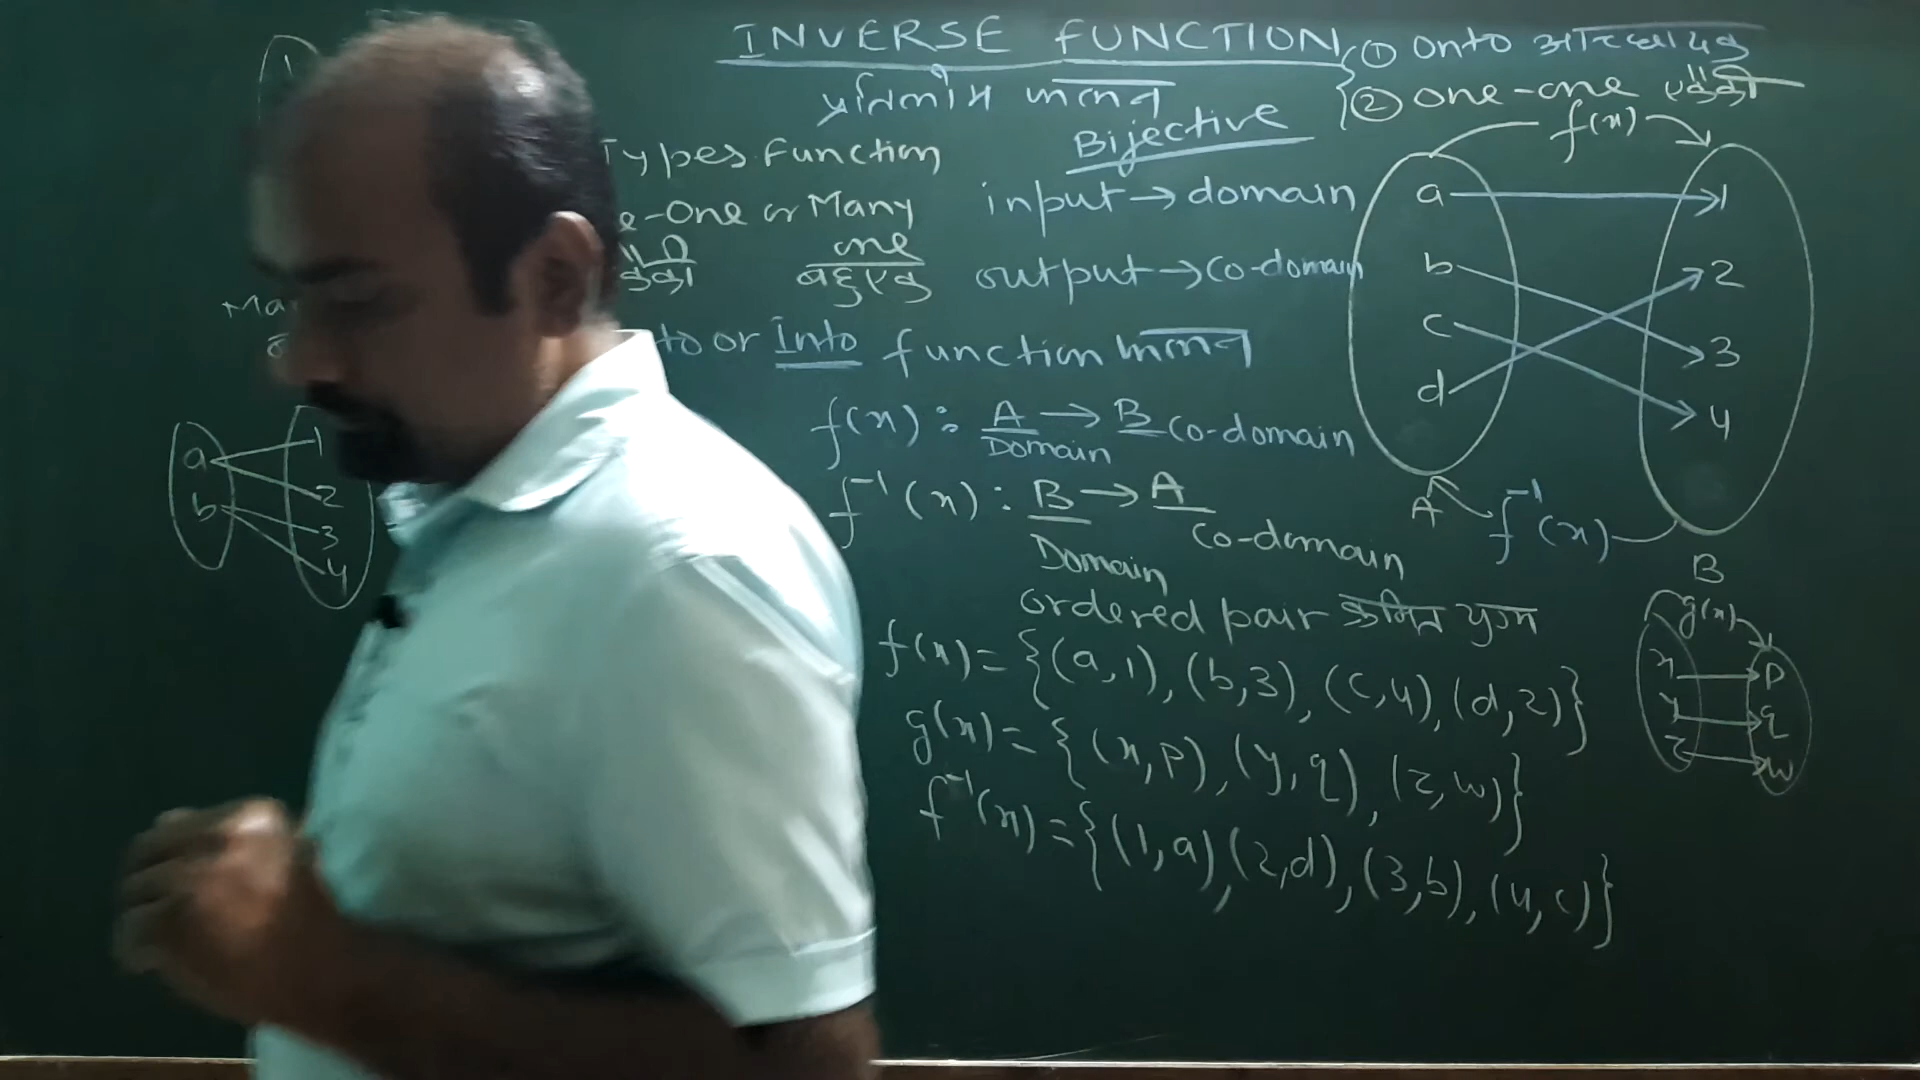 INVERSE FUNCTION
① Onto आच्छादक
प्रतिलोम फलन
② One-One एकैकी
Bijective
Types Function
f(x)
input → domain
e-One or Many one
बहुएक
output → Co-domain
to or Into function फलन
f(x) : A → B Co-domain
Domain
f⁻¹(x) : B → A
Co-domain
Domain
ordered pair क्रमित युग्म
f(x) = {(a,1), (b,3), (c,4), (d,2)}
g(x) = {(x,p), (y,q), (z,w)}
f⁻¹(x) = {(1,a), (2,d), (3,b), (4,c)}
a 1
b 3
c 4
d 2
A
f⁻¹(x)
B
g(x)
x p
y q
z w
1
Ma
a 1
2
b 3
4